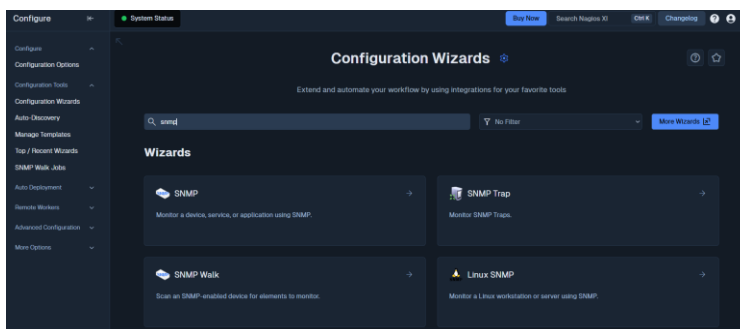 Configure
System Status
Buy Now
Search Nagios XI
Ctrl K
Changelog
Configure
Configuration Options
Configuration Tools
Configuration Wizards
Auto-Discovery
Manage Templates
Top / Recent Wizards
SNMP Walk Jobs
Auto Deployment
Remote Workers
Advanced Configuration
More Options
Configuration Wizards
Extend and automate your workflow by using integrations for your favorite tools
snmp
No Filter
More Wizards
Wizards
SNMP
Monitor a device, service, or application using SNMP.
SNMP Trap
Monitor SNMP Traps.
SNMP Walk
Scan an SNMP-enabled device for elements to monitor.
Linux SNMP
Monitor a Linux workstation or server using SNMP.